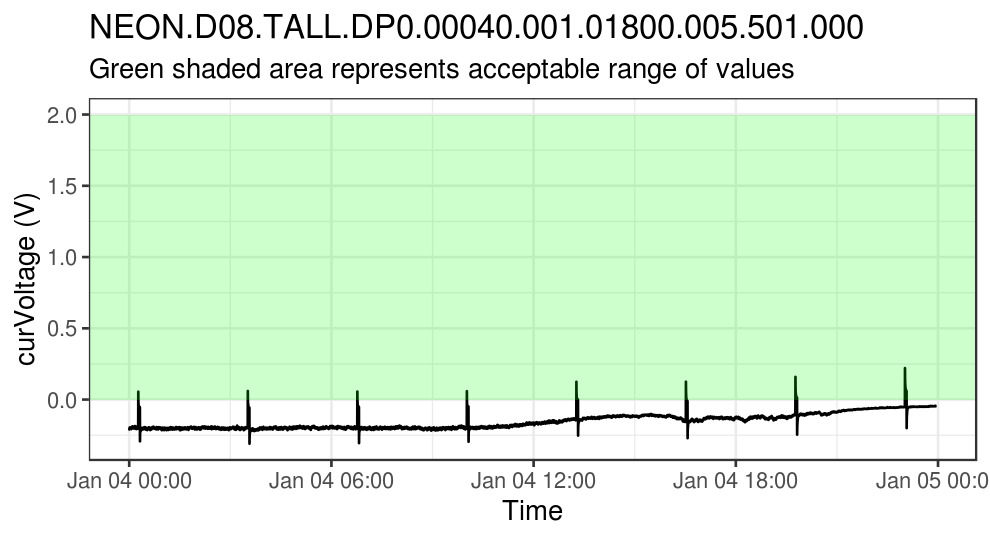 NEON.D08.TALL.DP0.00040.001.01800.005.501.000
Green shaded area represents acceptable range of values
2.0
1.5
1.0
0.5
0.0
curVoltage (V)
Jan 04 00:00 Jan 04 06:00 Jan 04 12:00 Jan 04 18:00 Jan 05 00:0
Time